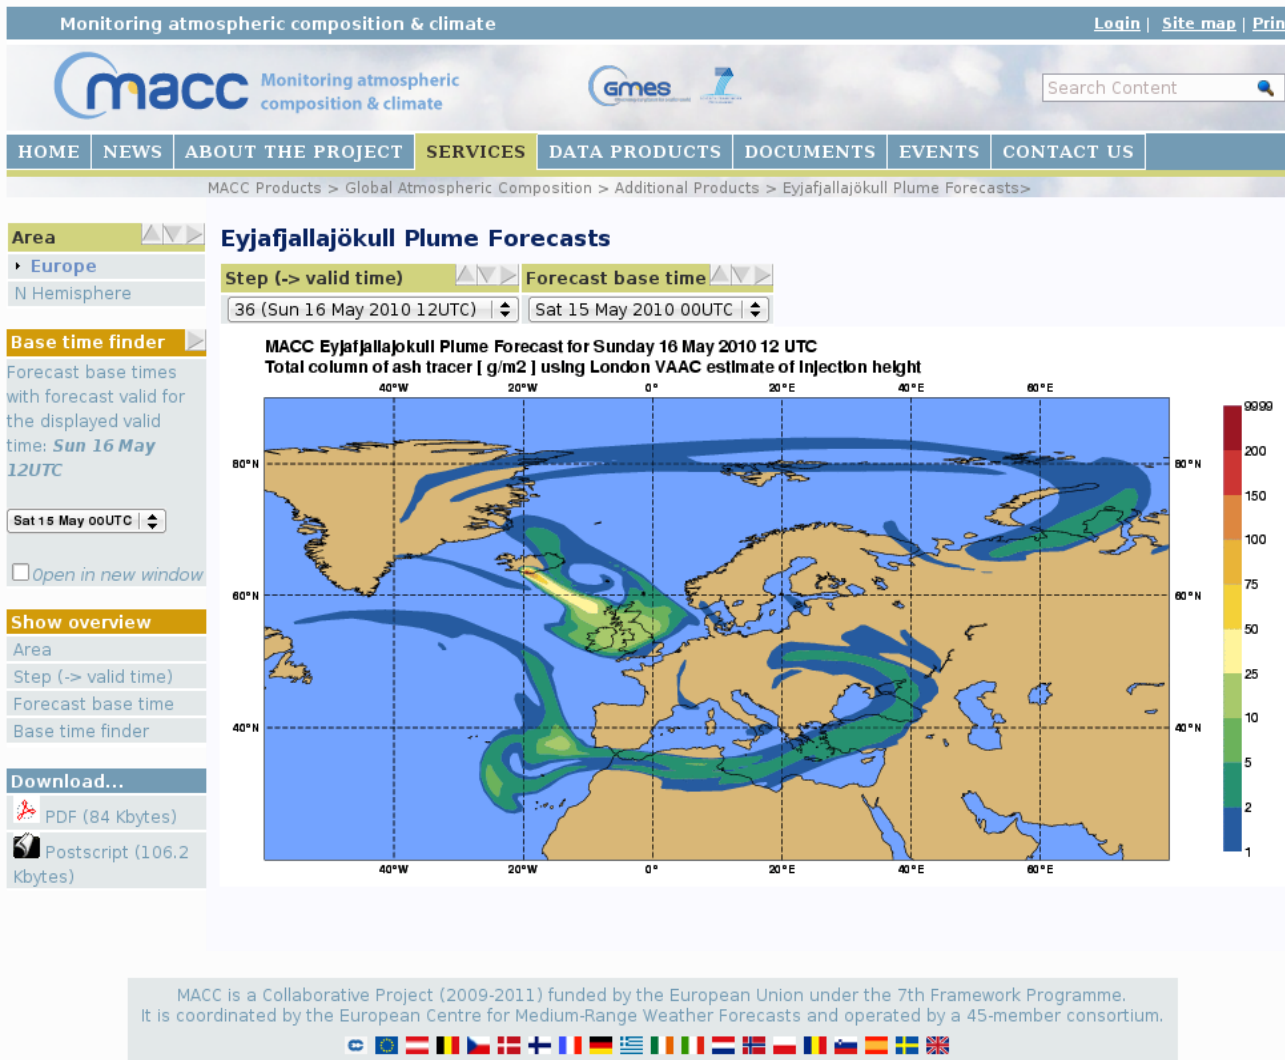 Monitoring atmospheric composition & climate
Login | Site map | Prin
macc Monitoring atmospheric
composition & climate
Gmes
7
Search Content
HOME NEWS ABOUT THE PROJECT SERVICES DATA PRODUCTS DOCUMENTS EVENTS CONTACT US
MACC Products > Global Atmospheric Composition > Additional Products > Eyjafjallajökull Plume Forecasts>
Area
Europe
N Hemisphere
Base time finder
Forecast base times
with forecast valid for
the displayed valid
time: Sun 16 May
12UTC
Sat 15 May 00UTC
Open in new window
Show overview
Area
Step (-> valid time)
Forecast base time
Base time finder
Download...
PDF (84 Kbytes)
Postscript (106.2
Kbytes)
Eyjafjallajökull Plume Forecasts
Step (-> valid time) Forecast base time
36 (Sun 16 May 2010 12UTC) Sat 15 May 2010 00UTC
MACC Eyjafjallajokull Plume Forecast for Sunday 16 May 2010 12 UTC
Total column of ash tracer [ g/m2 ] using London VAAC estimate of injection height
40°W 20°W 0° 20°E 40°E 60°E
80°N 80°N
60°N 60°N
40°N 40°N
40°W 20°W 0° 20°E 40°E 60°E
9999
200
150
100
75
50
25
10
5
2
1
MACC is a Collaborative Project (2009-2011) funded by the European Union under the 7th Framework Programme.
It is coordinated by the European Centre for Medium-Range Weather Forecasts and operated by a 45-member consortium.